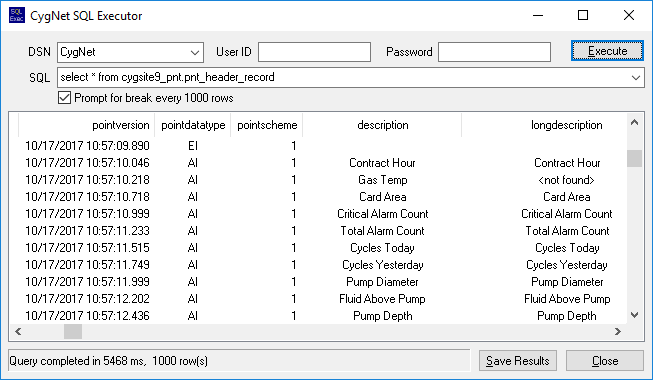 SQL Exec CygNet SQL Executor
DSN CygNet User ID Password Execute
SQL select * from cygsite9_pnt.pnt_header_record
Prompt for break every 1000 rows
pointversion pointdatatype pointscheme description longdescription
10/17/2017 10:57:09.890 EI 1
10/17/2017 10:57:10.046 AI 1 Contract Hour Contract Hour
10/17/2017 10:57:10.218 AI 1 Gas Temp <not found>
10/17/2017 10:57:10.718 AI 1 Card Area Card Area
10/17/2017 10:57:10.999 AI 1 Critical Alarm Count Critical Alarm Count
10/17/2017 10:57:11.233 AI 1 Total Alarm Count Total Alarm Count
10/17/2017 10:57:11.515 AI 1 Cycles Today Cycles Today
10/17/2017 10:57:11.749 AI 1 Cycles Yesterday Cycles Yesterday
10/17/2017 10:57:11.999 AI 1 Pump Diameter Pump Diameter
10/17/2017 10:57:12.202 AI 1 Fluid Above Pump Fluid Above Pump
10/17/2017 10:57:12.436 AI 1 Pump Depth Pump Depth
Query completed in 5468 ms, 1000 row(s) Save Results Close